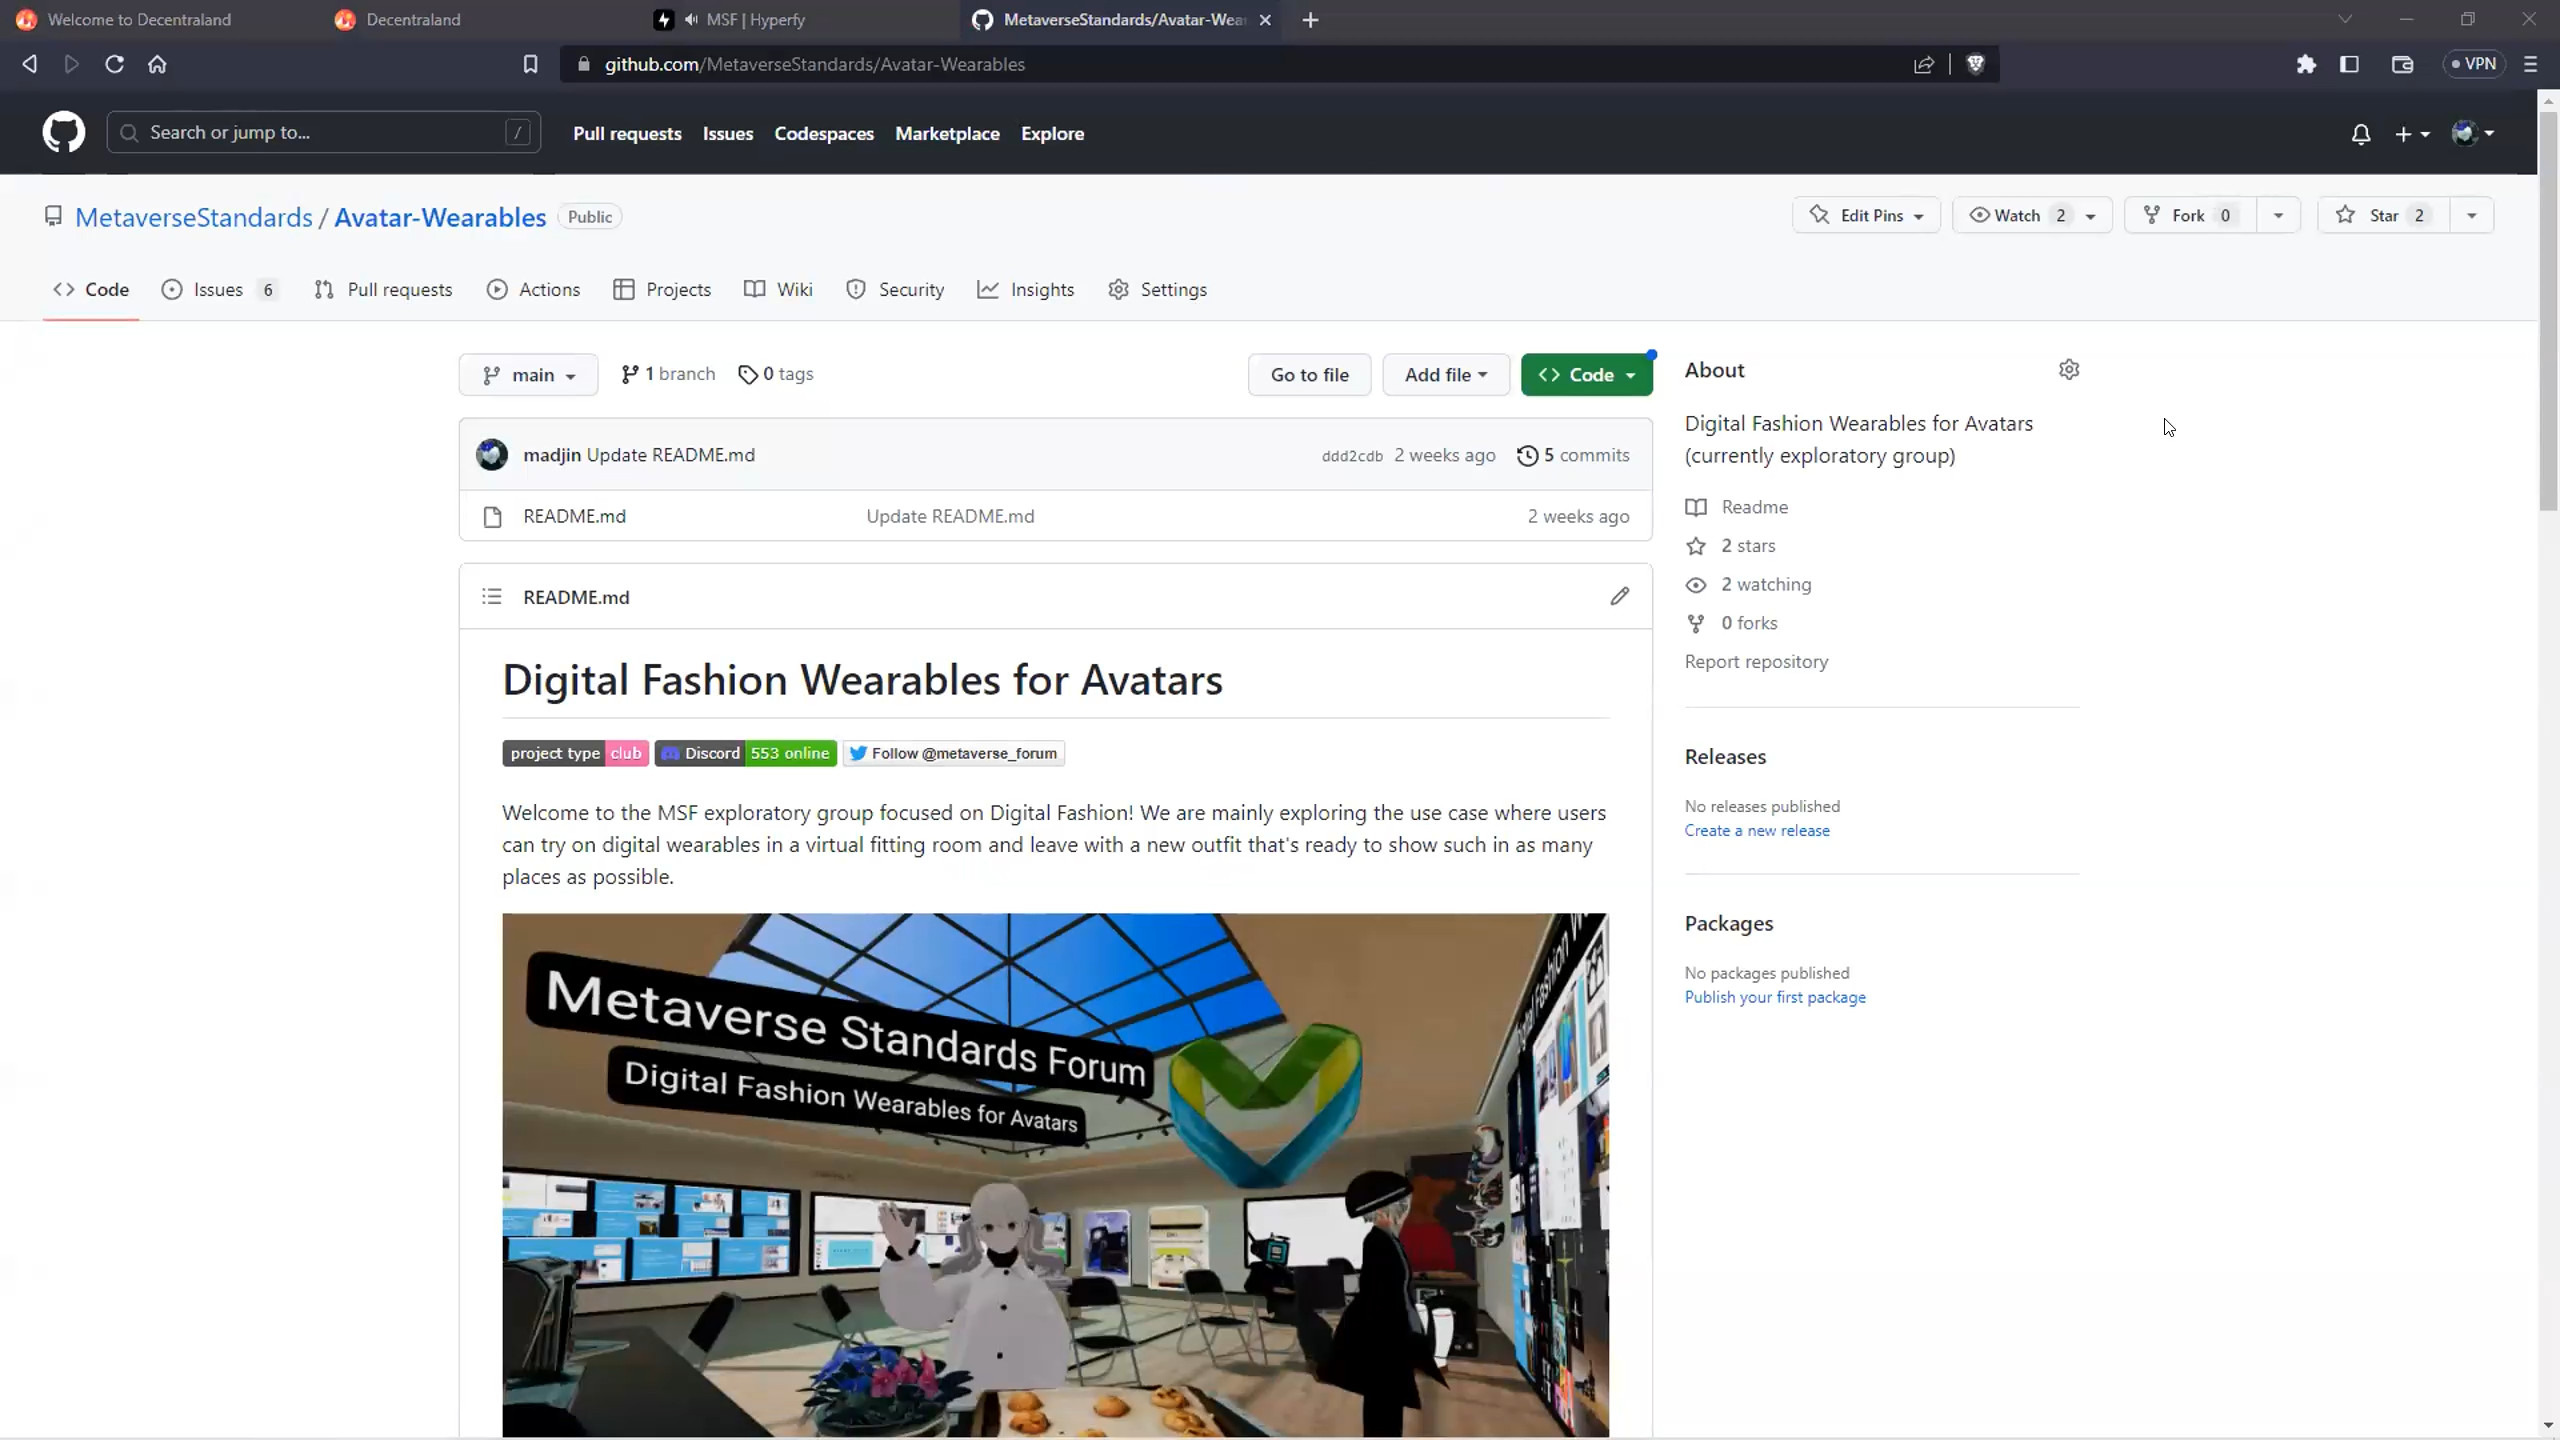 Welcome to Decentraland
Decentraland
MSF | Hyperfy
MetaverseStandards/Avatar-Wea
github.com/MetaverseStandards/Avatar-Wearables
VPN
Search or jump to...
/
Pull requests
Issues
Codespaces
Marketplace
Explore
MetaverseStandards / Avatar-Wearables
Public
Edit Pins
Watch 2
Fork 0
Star 2
Code
Issues 6
Pull requests
Actions
Projects
Wiki
Security
Insights
Settings
main
1 branch
0 tags
Go to file
Add file
Code
madjin Update README.md
ddd2cdb 2 weeks ago
5 commits
README.md
Update README.md
2 weeks ago
README.md
Digital Fashion Wearables for Avatars
project type club
Discord 553 online
Follow @metaverse_forum
Welcome to the MSF exploratory group focused on Digital Fashion! We are mainly exploring the use case where users
can try on digital wearables in a virtual fitting room and leave with a new outfit that's ready to show such in as many
places as possible.
Metaverse Standards Forum
Digital Fashion Wearables for Avatars
About
Digital Fashion Wearables for Avatars
(currently exploratory group)
Readme
2 stars
2 watching
0 forks
Report repository
Releases
No releases published
Create a new release
Packages
No packages published
Publish your first package